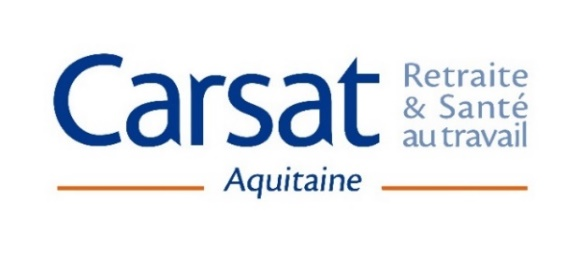 Carsat
Retraite
& Santé
au travail
Aquitaine